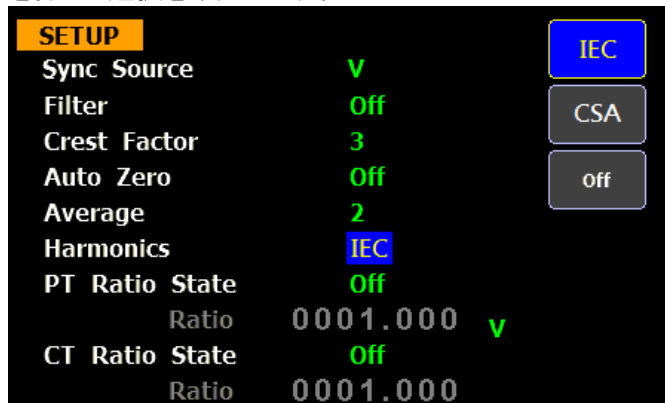 SETUP
Sync Source V
Filter Off
Crest Factor 3
Auto Zero Off
Average 2
Harmonics IEC
PT Ratio State Off
Ratio 0001.000 V
CT Ratio State Off
Ratio 0001.000
IEC
CSA
Off